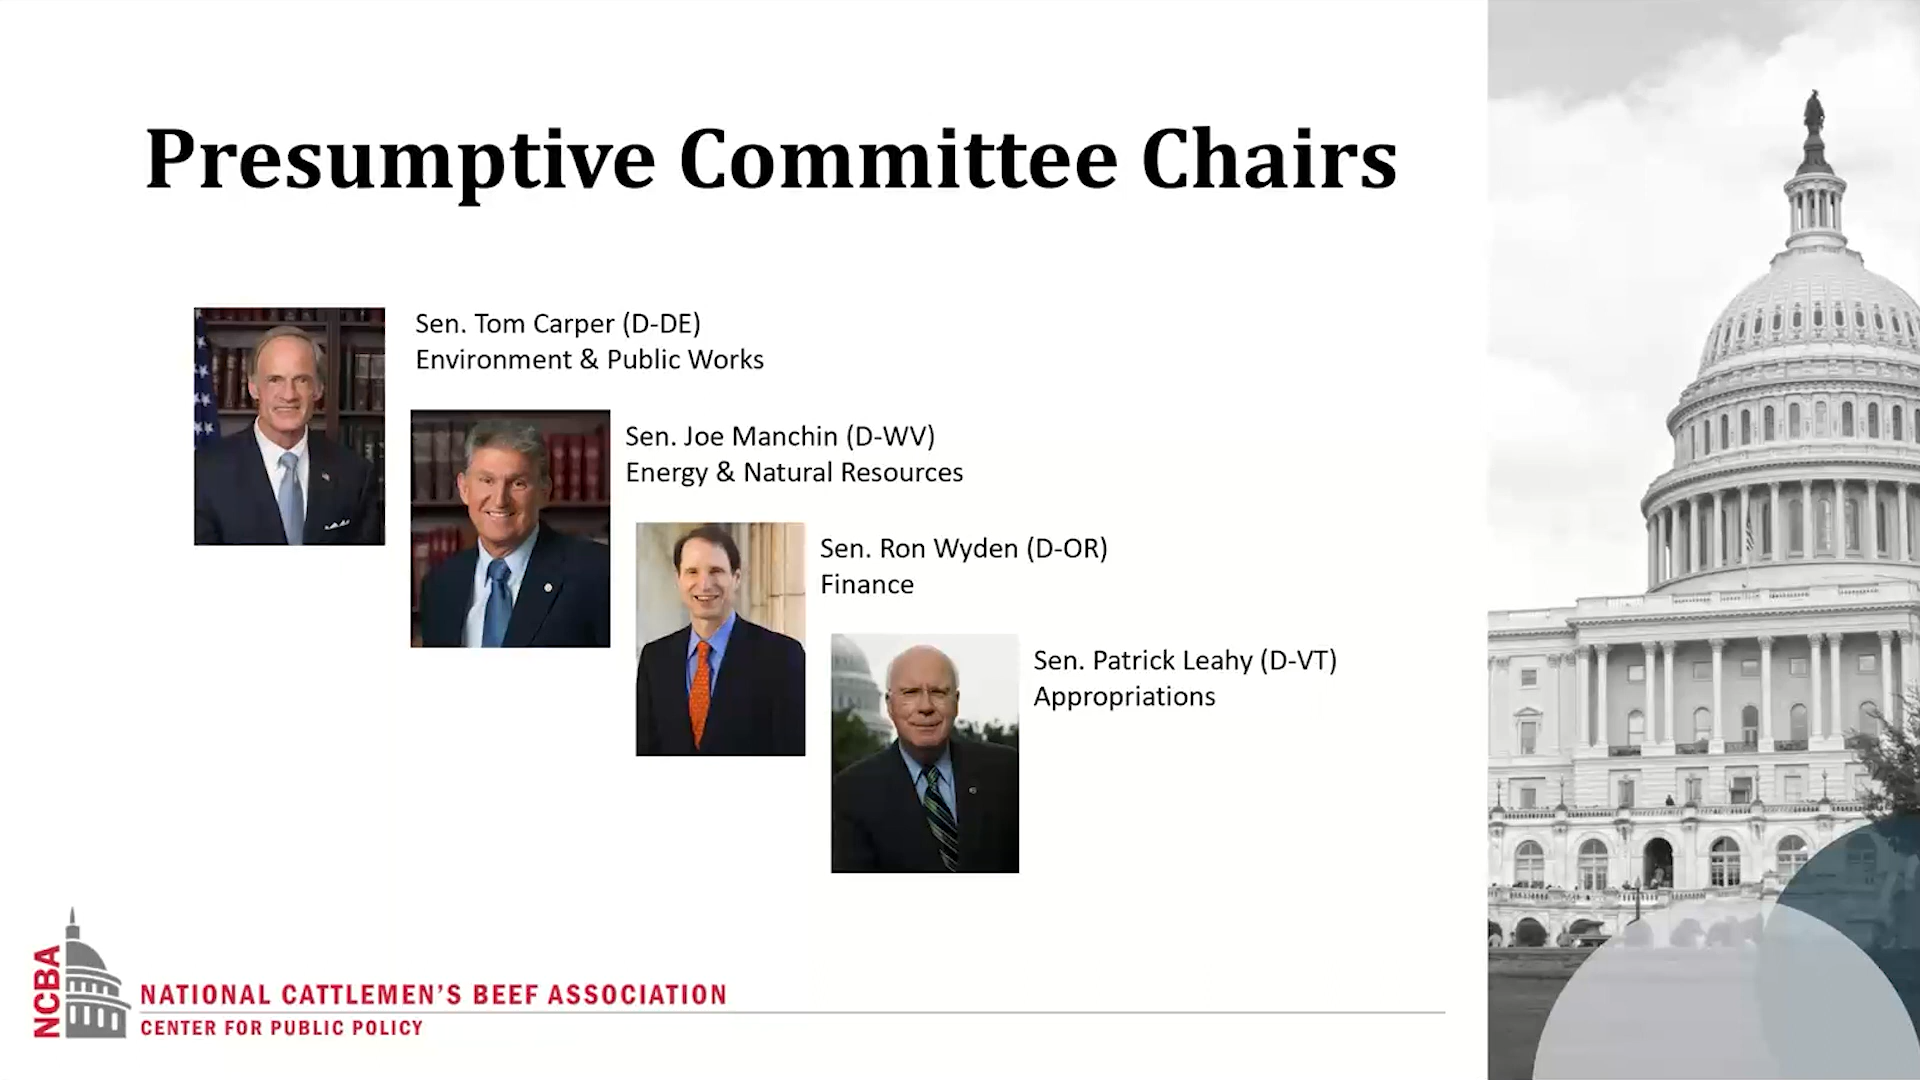 Presumptive Committee Chairs
Sen. Tom Carper (D-DE)
Environment & Public Works
Sen. Joe Manchin (D-WV)
Energy & Natural Resources
Sen. Ron Wyden (D-OR)
Finance
Sen. Patrick Leahy (D-VT)
Appropriations
NCBA
NATIONAL CATTLEMEN'S BEEF ASSOCIATION
CENTER FOR PUBLIC POLICY